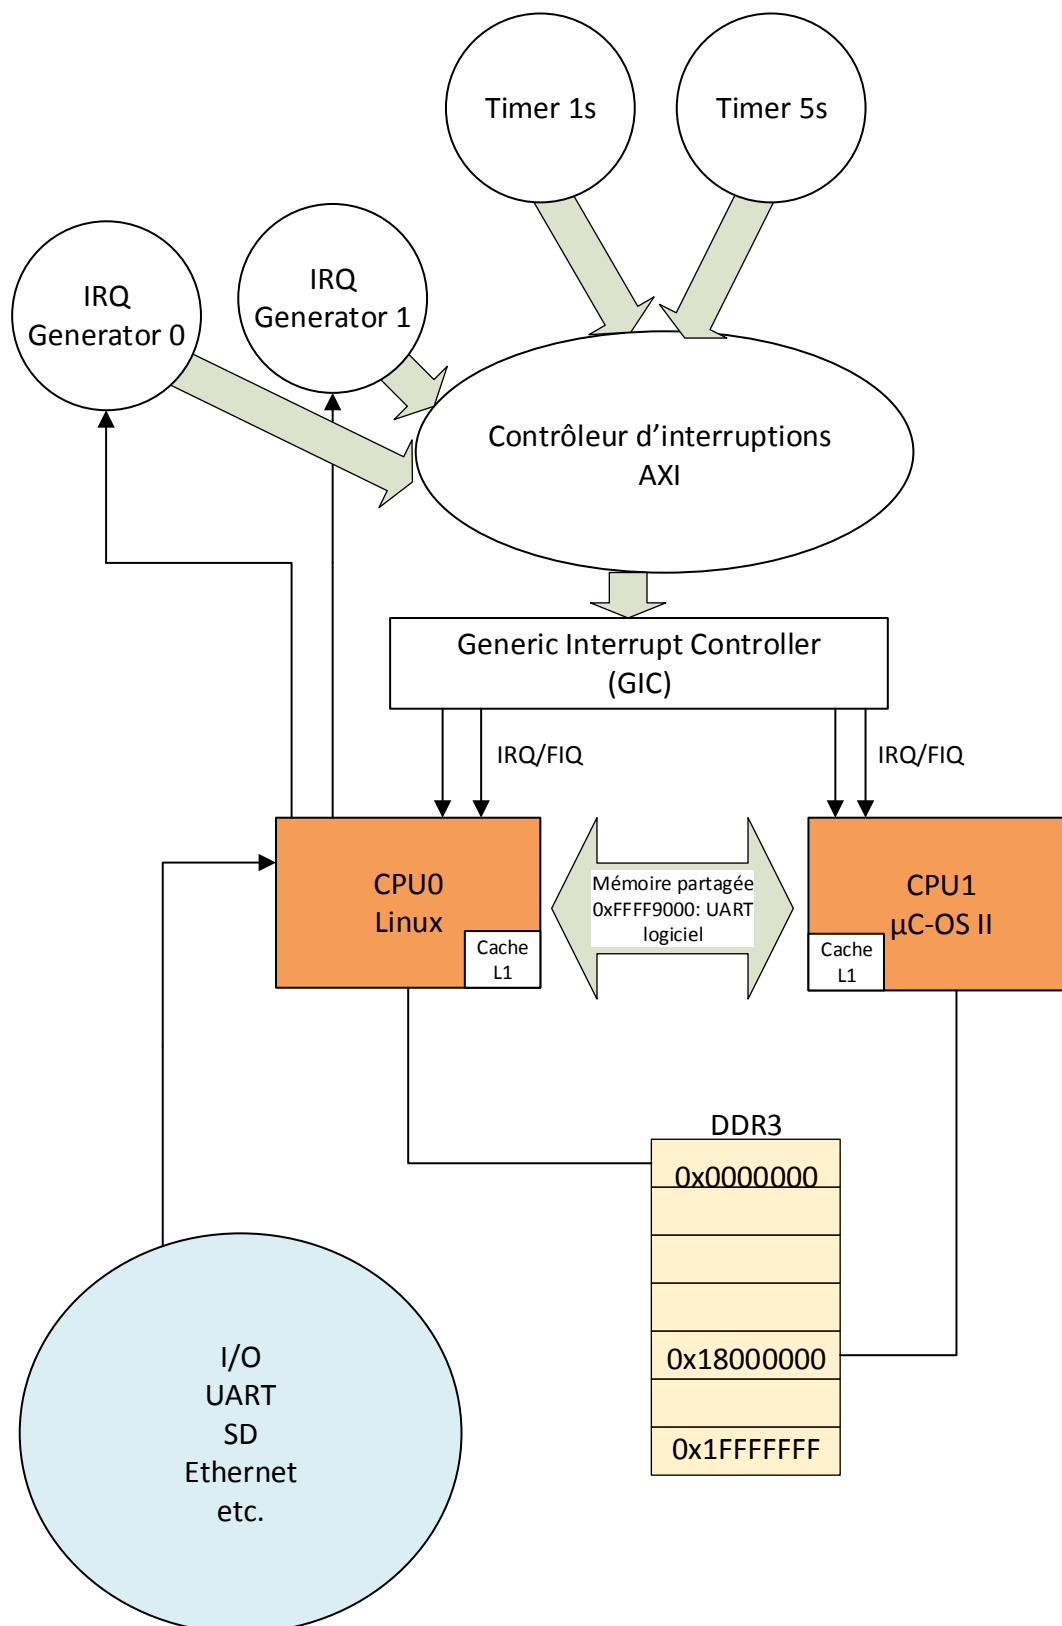 Timer 1s
Timer 5s
IRQ
Generator 0
IRQ
Generator 1
Contrôleur d’interruptions
AXI
Generic Interrupt Controller
(GIC)
IRQ/FIQ
IRQ/FIQ
CPU0
Linux
Cache
L1
Mémoire partagée
0xFFFF9000: UART
logiciel
CPU1
µC-OS II
Cache
L1
DDR3
0x0000000
0x18000000
0x1FFFFFFF
I/O
UART
SD
Ethernet
etc.